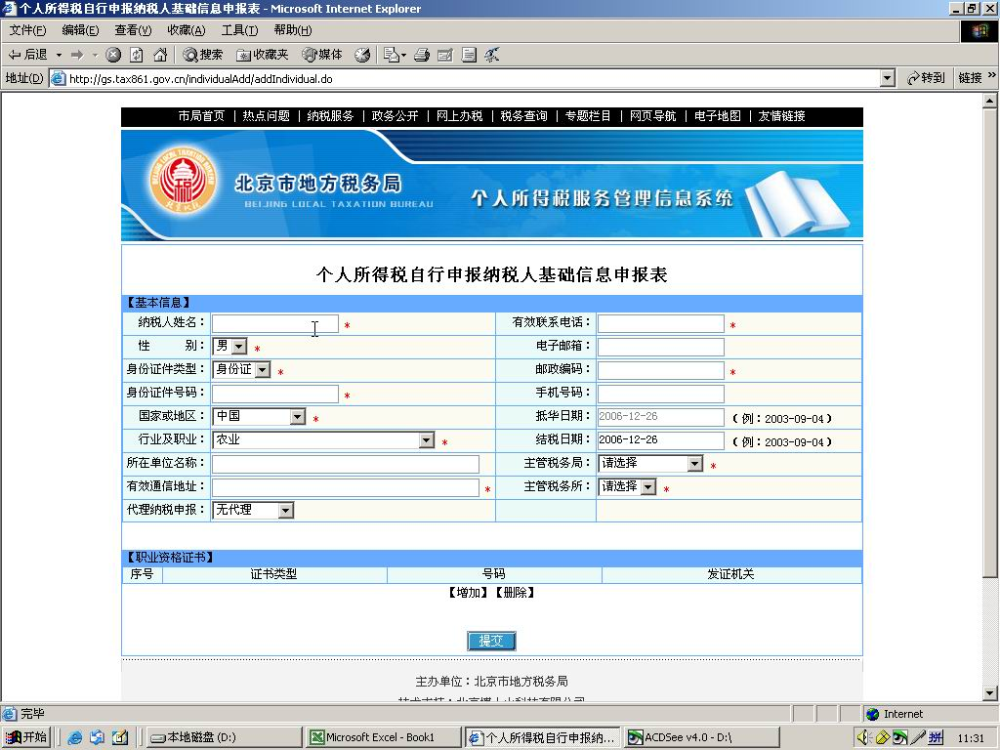 个人所得税自行申报纳税人基础信息申报表 - Microsoft Internet Explorer
文件(F) 编辑(E) 查看(V) 收藏(A) 工具(T) 帮助(H)
后退 搜索 收藏夹 媒体
地址(D) http://gs.tax861.gov.cn/individualAdd/addIndividual.do 转到 链接 »
市局首页 | 热点问题 | 纳税服务 | 政务公开 | 网上办税 | 税务查询 | 专题栏目 | 网页导航 | 电子地图 | 友情链接
北京市地方税务局
BEIJING LOCAL TAXATION BUREAU
个人所得税服务管理信息系统
个人所得税自行申报纳税人基础信息申报表
【基本信息】
纳税人姓名： * 有效联系电话： *
性 别： 男 * 电子邮箱：
身份证件类型： 身份证 * 邮政编码： *
身份证件号码： * 手机号码：
国家或地区： 中国 * 抵华日期： 2006-12-26 （例：2003-09-04）
行业及职业： 农业 * 结税日期： 2006-12-26 （例：2003-09-04）
所在单位名称： 主管税务局： 请选择 *
有效通信地址： * 主管税务所： 请选择 *
代理纳税申报： 无代理
【职业资格证书】
序号 证书类型 号码 发证机关
【增加】【删除】
提交
主办单位：北京市地方税务局
完毕 Internet
开始 本地磁盘 (D:) Microsoft Excel - Book1 个人所得税自行申报纳... ACDSee v4.0 - D:\ 拼 11:31